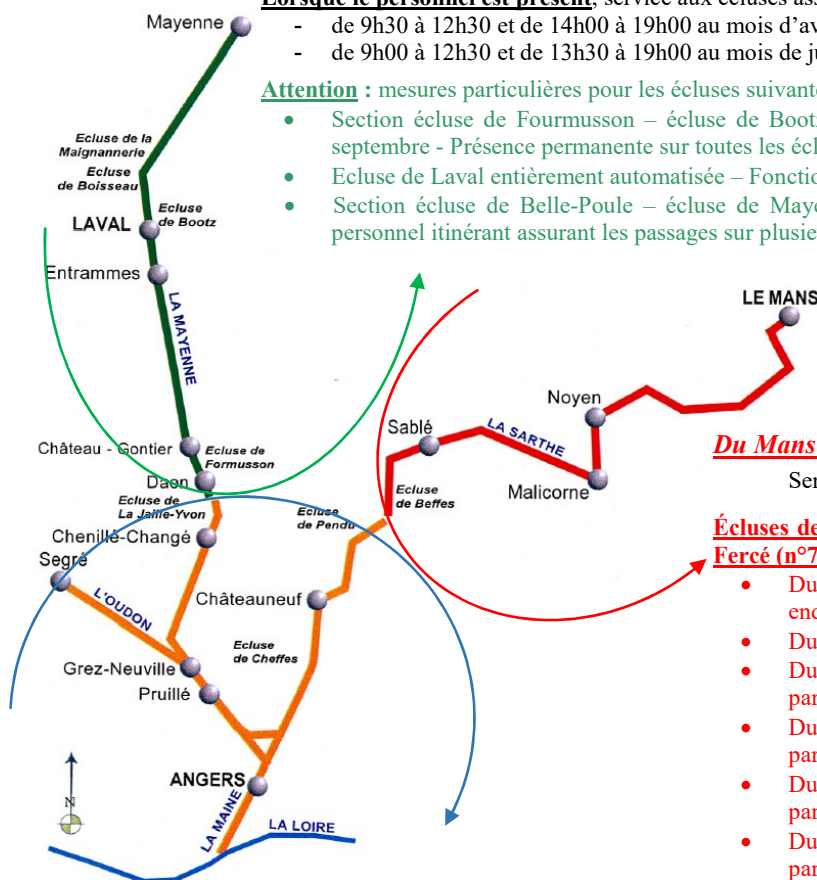 Lorsque le personnel est présent, service aux écluses ass
- de 9h30 à 12h30 et de 14h00 à 19h00 au mois d’av
- de 9h00 à 12h30 et de 13h30 à 19h00 au mois de ju
Attention : mesures particulières pour les écluses suivante
• Section écluse de Fourmusson – écluse de Bootz
septembre - Présence permanente sur toutes les écl
• Ecluse de Laval entièrement automatisée – Fonctio
• Section écluse de Belle-Poule – écluse de Maye
personnel itinérant assurant les passages sur plusie
Mayenne
Ecluse de la
Maignannerie
Ecluse
de Boisseau
LAVAL
Ecluse
de Bootz
Entrammes
LA MAYENNE
Château - Gontier
Ecluse de
Formusson
Daon
Ecluse de
La Jaille-Yvon
Chenillé-Changé
Segré
L'OUDON
Grez-Neuville
Pruillé
ANGERS
LA MAINE
LA LOIRE
N
LE MANS
Noyen
Sablé
LA SARTHE
Malicorne
Ecluse
de Beffes
Ecluse
de Pendu
Châteauneuf
Ecluse
de Cheffes
Du Mans
Ser
Écluses de
Fercé (n°7
• Du
end
• Du
• Du
par
• Du
par
• Du
par
• Du
par